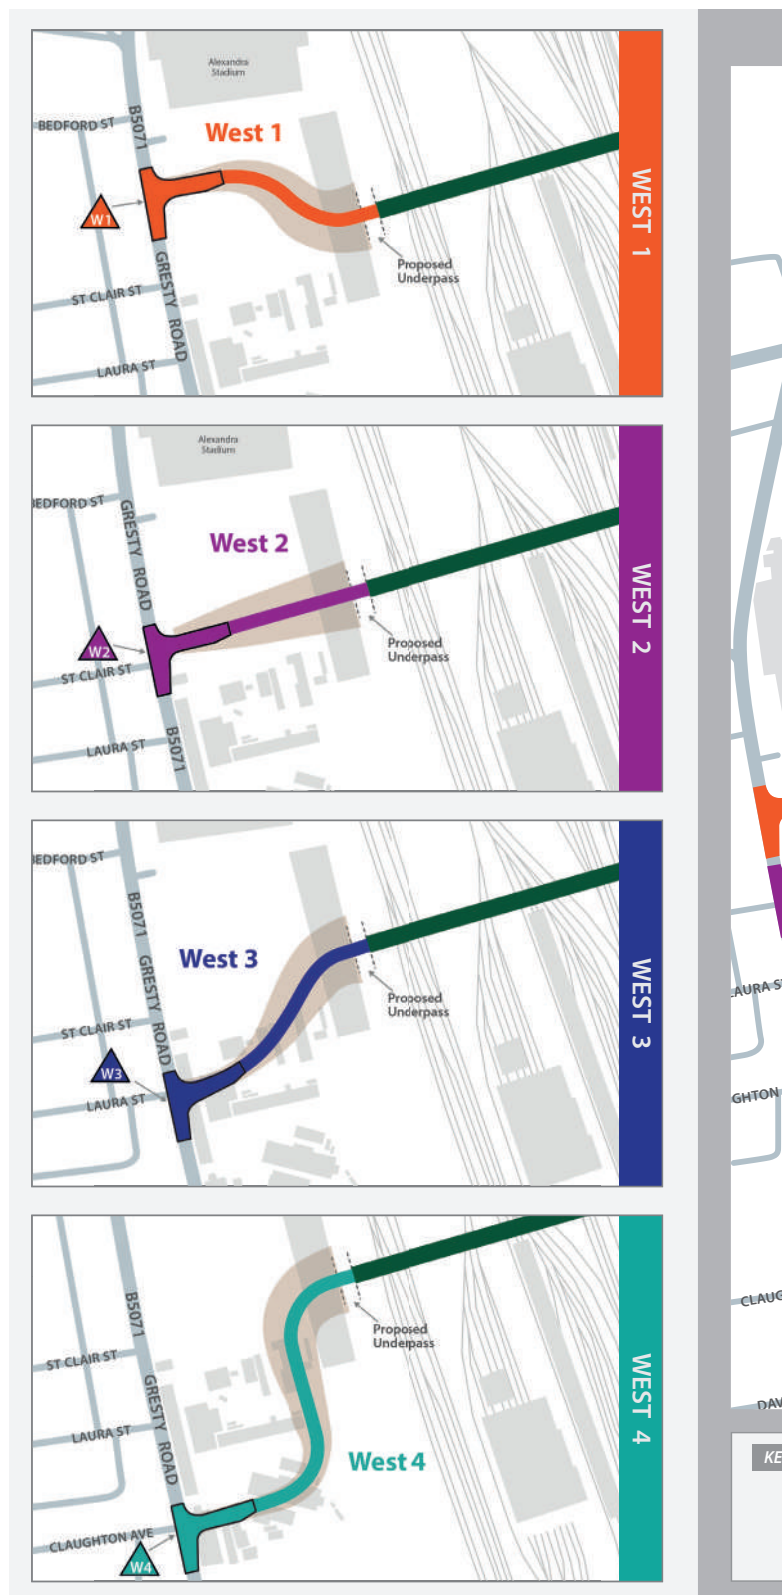 Alexandra
Stadium
BEDFORD ST
B5071
West 1
W1
WEST 1
Proposed
Underpass
GRESTY ROAD
ST CLAIR ST
LAURA ST
Alexandra
Stadium
BEDFORD ST
GRESTY ROAD
West 2
W2
WEST 2
Proposed
Underpass
ST CLAIR ST
LAURA ST
B5071
BEDFORD ST
B5071
GRESTY ROAD
West 3
WEST 3
Proposed
Underpass
ST CLAIR ST
W3
LAURA ST
B5071
GRESTY ROAD
Proposed
Underpass
ST CLAIR ST
LAURA ST
West 4
WEST 4
CLAUGHTON AVE
W4
LAURA S
GHTON
CLAUG
DAV
KE